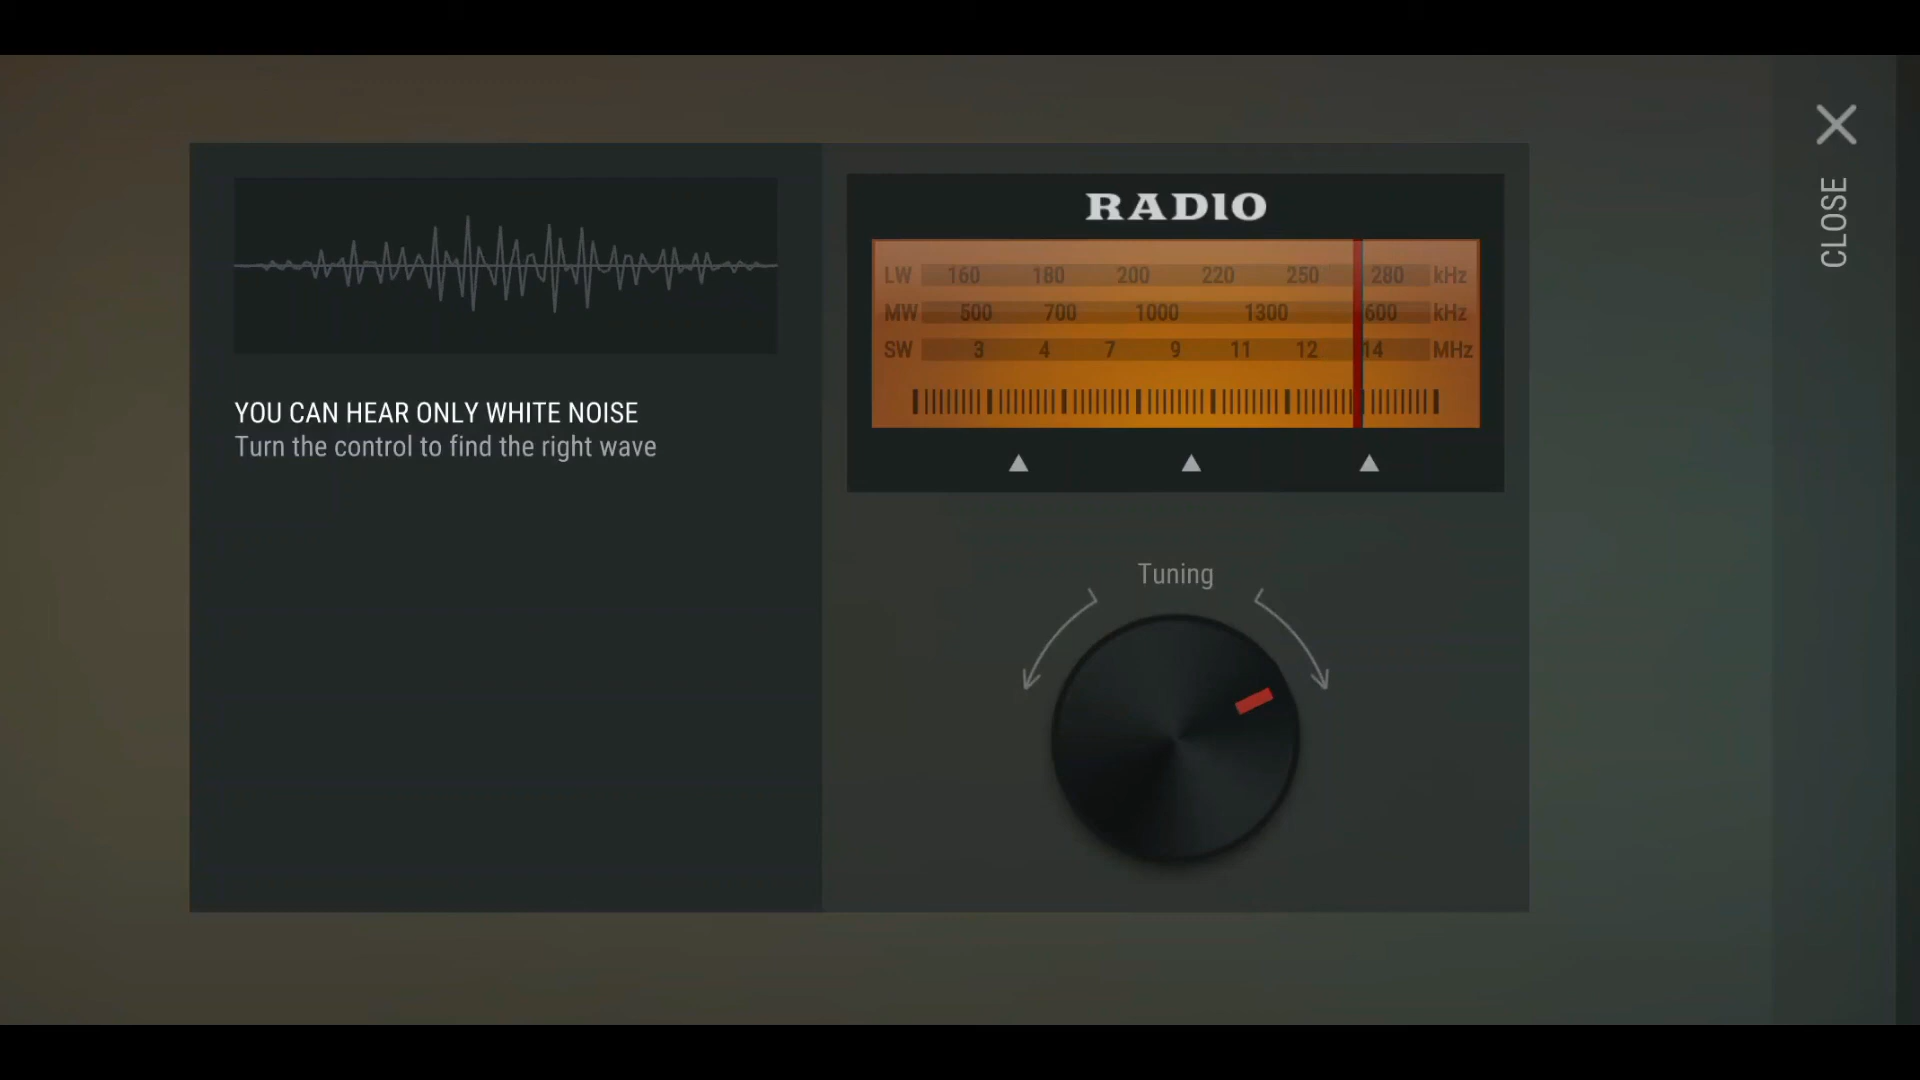 RADIO
LW 160 180 200 220 250 280 kHz
MW 500 700 1000 1300 600 kHz
SW 3 4 7 9 11 12 14 MHz
YOU CAN HEAR ONLY WHITE NOISE
Turn the control to find the right wave
Tuning
CLOSE